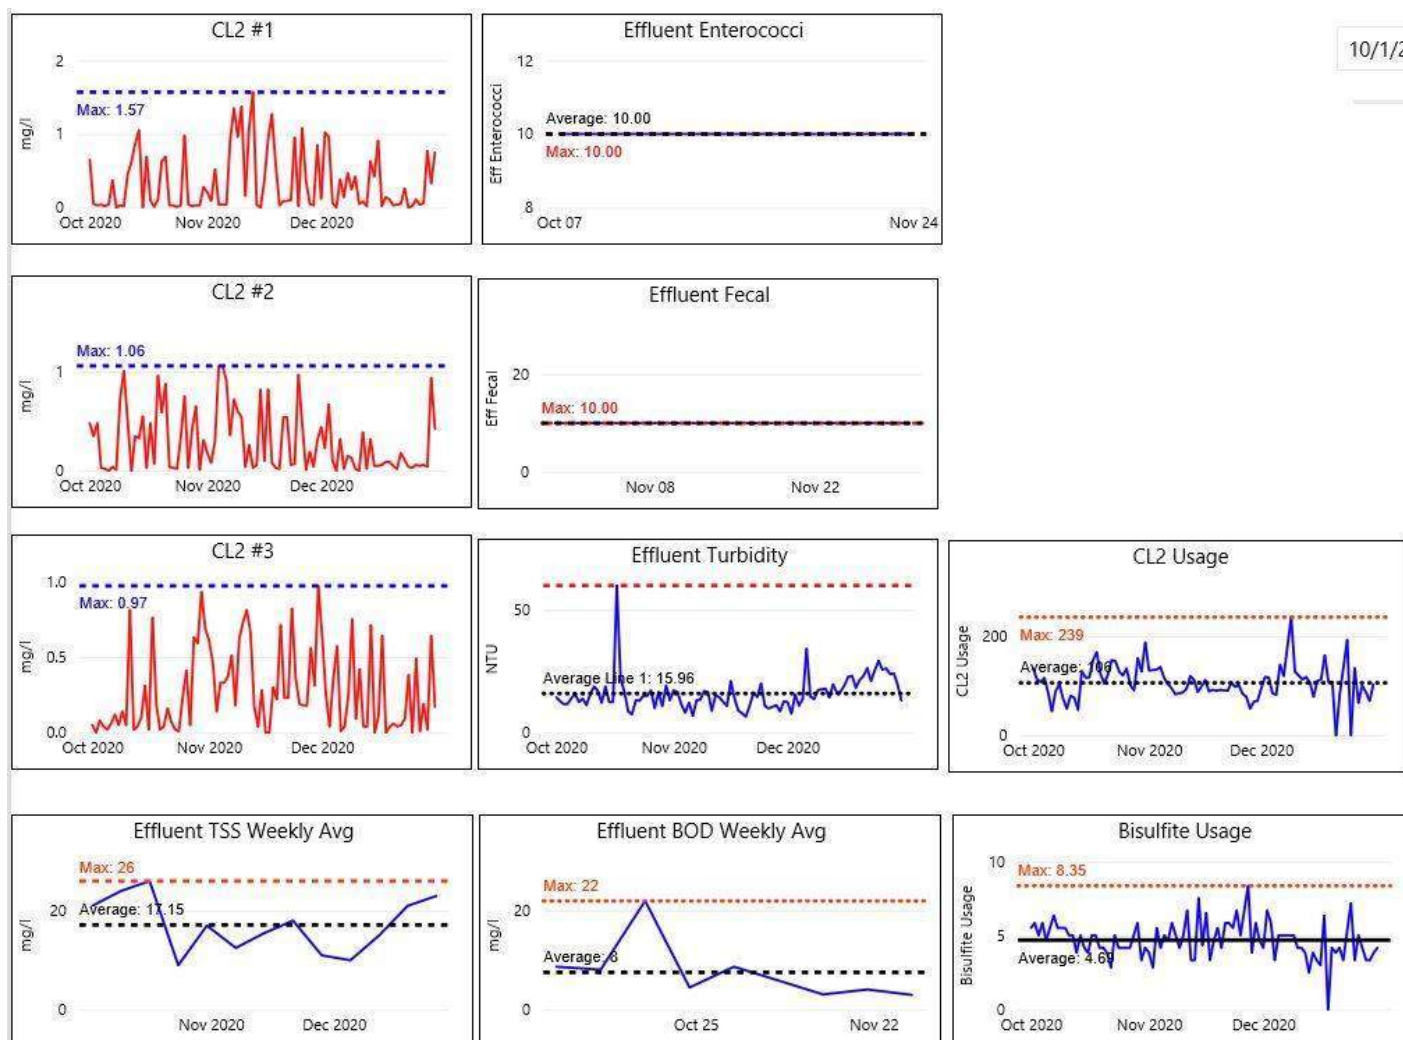 CL2 #1
2
Max: 1.57
1
mg/l
0
Oct 2020 Nov 2020 Dec 2020
Effluent Enterococci
12
Average: 10.00
10
Max: 10.00
Eff Enterococci
8
Oct 07 Nov 24
10/1/2
CL2 #2
Max: 1.06
1
mg/l
0
Oct 2020 Nov 2020 Dec 2020
Effluent Fecal
20
Max: 10.00
Eff Fecal
0
Nov 08 Nov 22
CL2 #3
1.0
Max: 0.97
0.5
mg/l
0.0
Oct 2020 Nov 2020 Dec 2020
Effluent Turbidity
50
NTU
Average Line 1: 15.96
0
Oct 2020 Nov 2020 Dec 2020
CL2 Usage
200
Max: 239
Average: 106
CL2 Usage
0
Oct 2020 Nov 2020 Dec 2020
Effluent TSS Weekly Avg
Max: 26
20
Average: 17.15
mg/l
0
Nov 2020 Dec 2020
Effluent BOD Weekly Avg
Max: 22
20
mg/l
Average: 8
0
Oct 25 Nov 22
Bisulfite Usage
10
Max: 8.35
5
Average: 4.69
Bisulfite Usage
0
Oct 2020 Nov 2020 Dec 2020